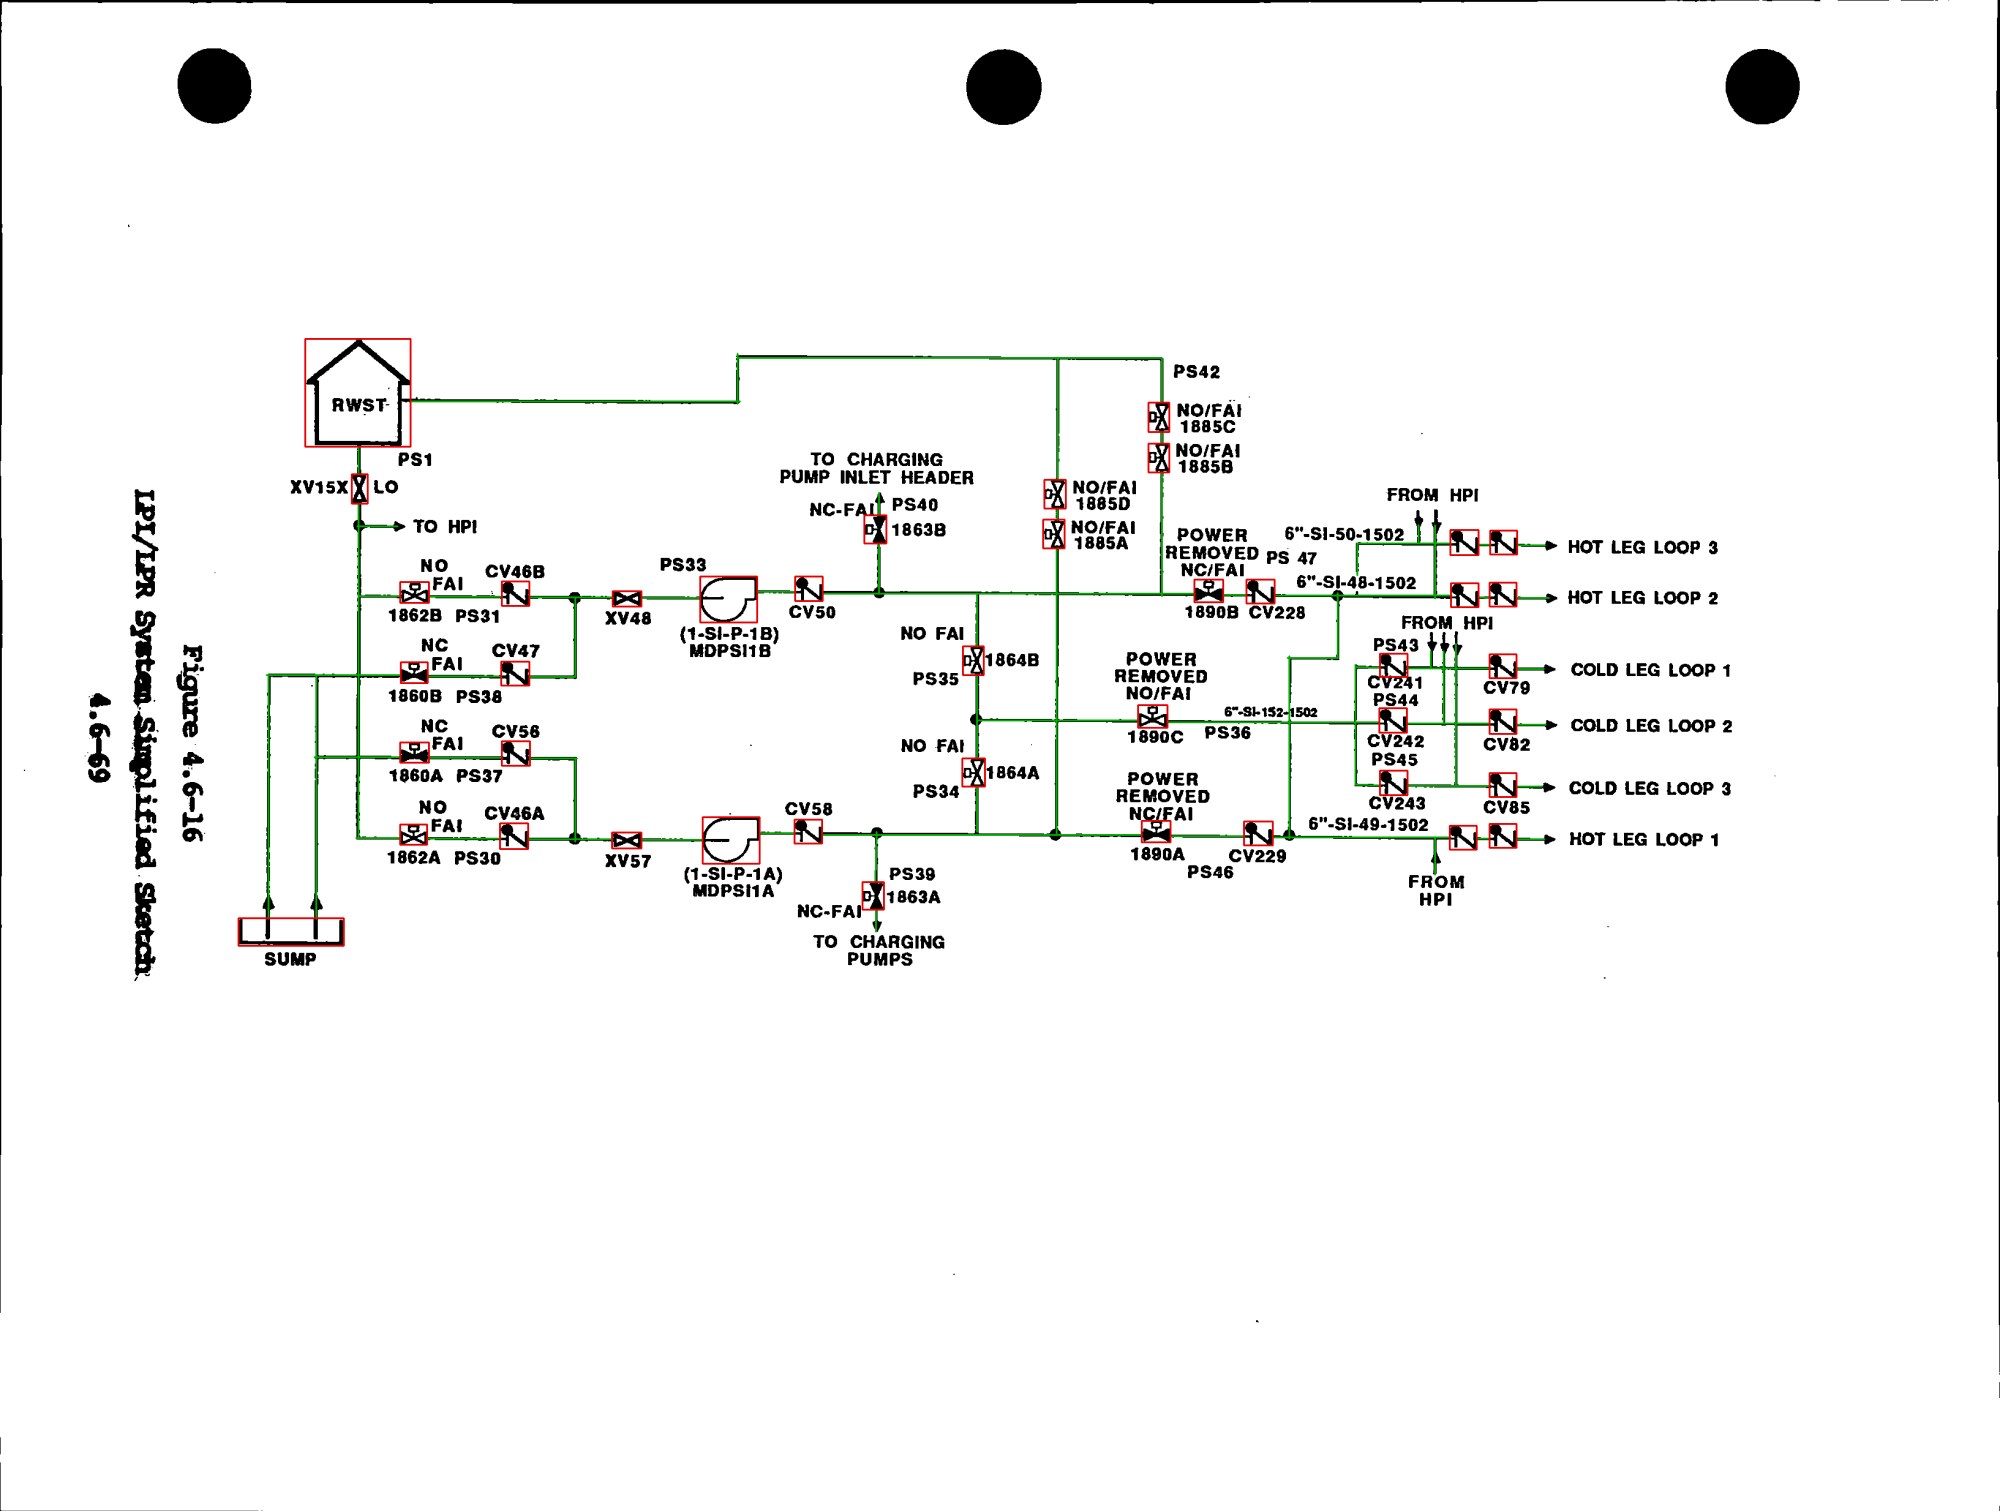 PS42
RWST
NO/FAI
1885C
NO/FAI
1885B
PS1
TO CHARGING
PUMP INLET HEADER
XV15X
LO
NO/FAI
1885D
NC-FAI
PS40
1863B
FROM HPI
TO HPI
NO/FAI
1885A
POWER
REMOVED
NC/FAI
PS 47
6"-SI-50-1502
HOT LEG LOOP 3
NO
FAI
CV46B
PS33
6"-SI-48-1502
HOT LEG LOOP 2
1862B
PS31
XV48
CV50
1890B
CV228
FROM HPI
(1-SI-P-1B)
MDPSI1B
NO FAI
1864B
PS35
NC
FAI
CV47
1860B
PS38
POWER
REMOVED
NO/FAI
PS43
CV241
CV79
COLD LEG LOOP 1
PS44
6"-SI-152-1502
1890C
PS36
CV242
CV82
COLD LEG LOOP 2
NC
FAI
CV56
1860A
PS37
NO FAI
1864A
PS34
PS45
CV243
CV85
COLD LEG LOOP 3
POWER
REMOVED
NC/FAI
NO
FAI
CV46A
CV58
6"-SI-49-1502
HOT LEG LOOP 1
1862A
PS30
XV57
1890A
CV229
PS46
(1-SI-P-1A)
MDPSI1A
PS39
1863A
NC-FAI
FROM
HPI
TO CHARGING
PUMPS
SUMP
Figure 4.6-16
LPI/LPR System Simplified Sketch
4.6-69